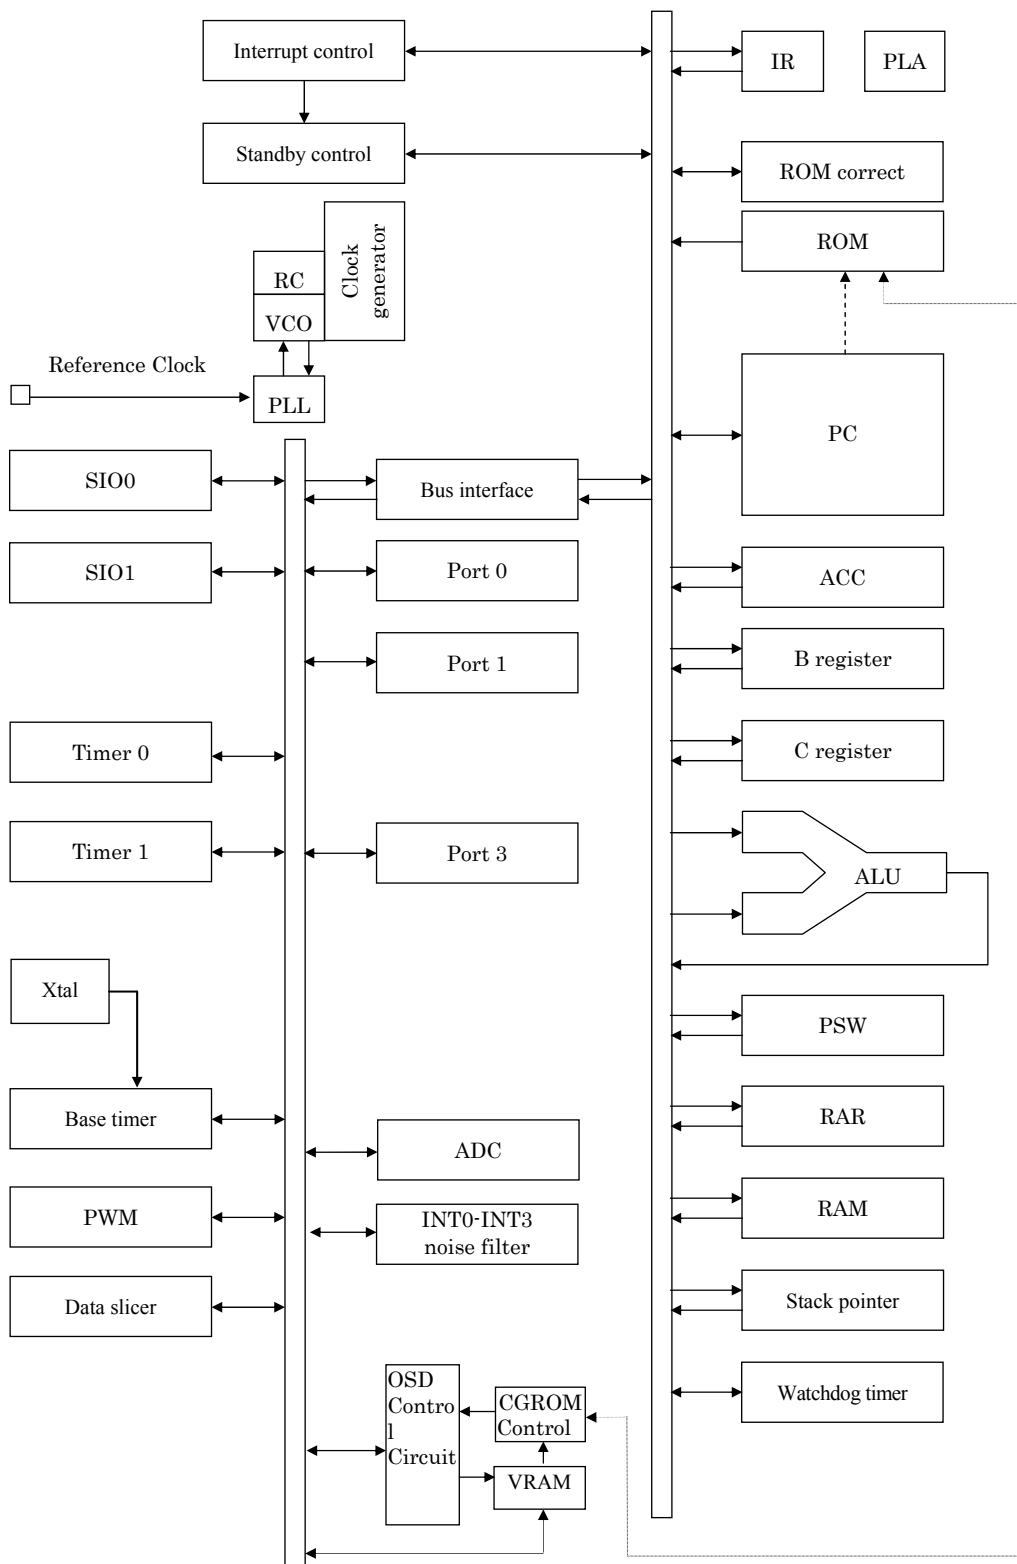 Interrupt control
IR
PLA
Standby control
ROM correct
ROM
Clock
generator
RC
VCO
Reference Clock
PLL
PC
SIO0
Bus interface
SIO1
Port 0
ACC
Port 1
B register
Timer 0
C register
Timer 1
Port 3
ALU
Xtal
PSW
Base timer
RAR
ADC
PWM
INT0-INT3
noise filter
RAM
Data slicer
Stack pointer
OSD
Contro
l
Circuit
CGROM
Control
Watchdog timer
VRAM